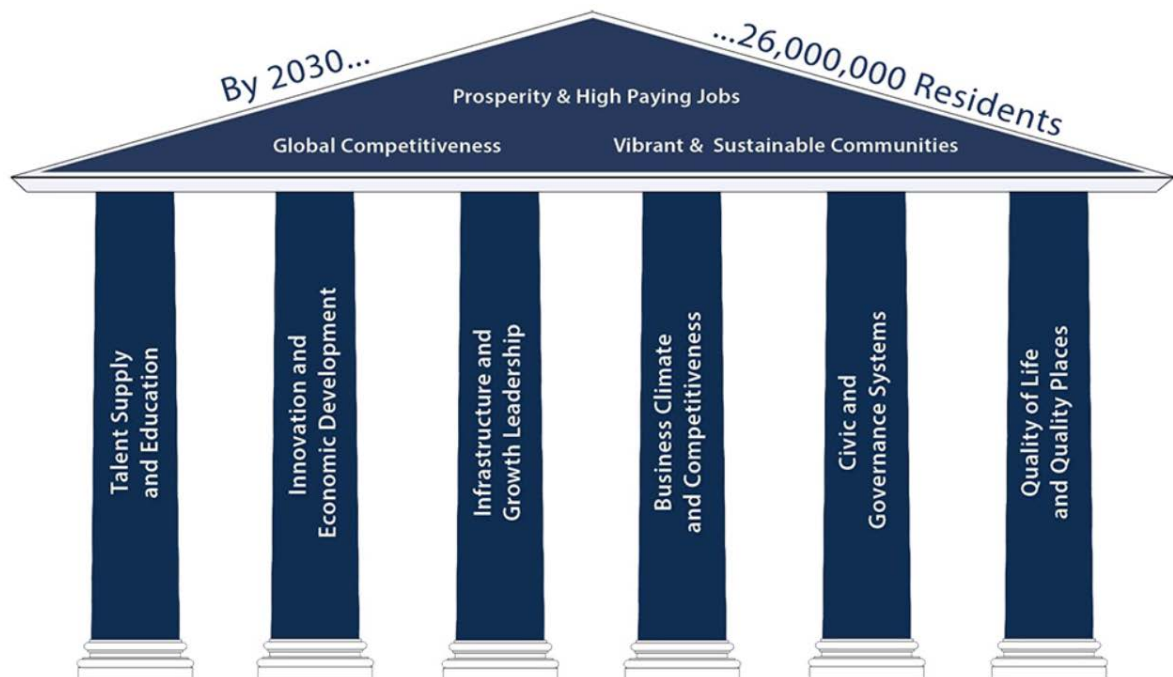 By 2030...
...26,000,000 Residents
Prosperity & High Paying Jobs
Global Competitiveness
Vibrant & Sustainable Communities
Talent Supply
and Education
Innovation and
Economic Development
Infrastructure and
Growth Leadership
Business Climate
and Competitiveness
Civic and
Governance Systems
Quality of Life
and Quality Places